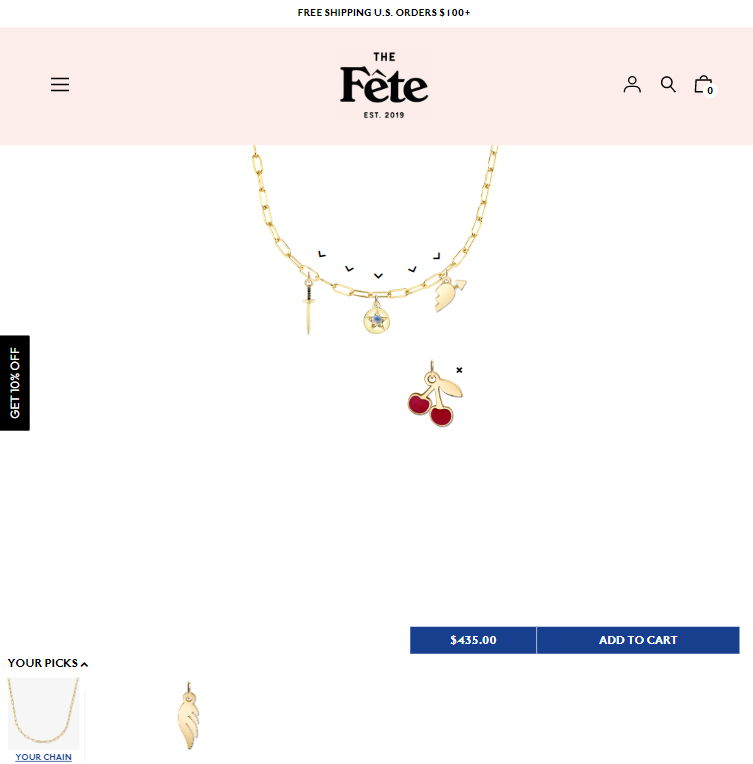 FREE SHIPPING U.S. ORDERS $100+
THE
Fête
EST. 2019
0
GET 10% OFF
$435.00
ADD TO CART
YOUR PICKS
YOUR CHAIN